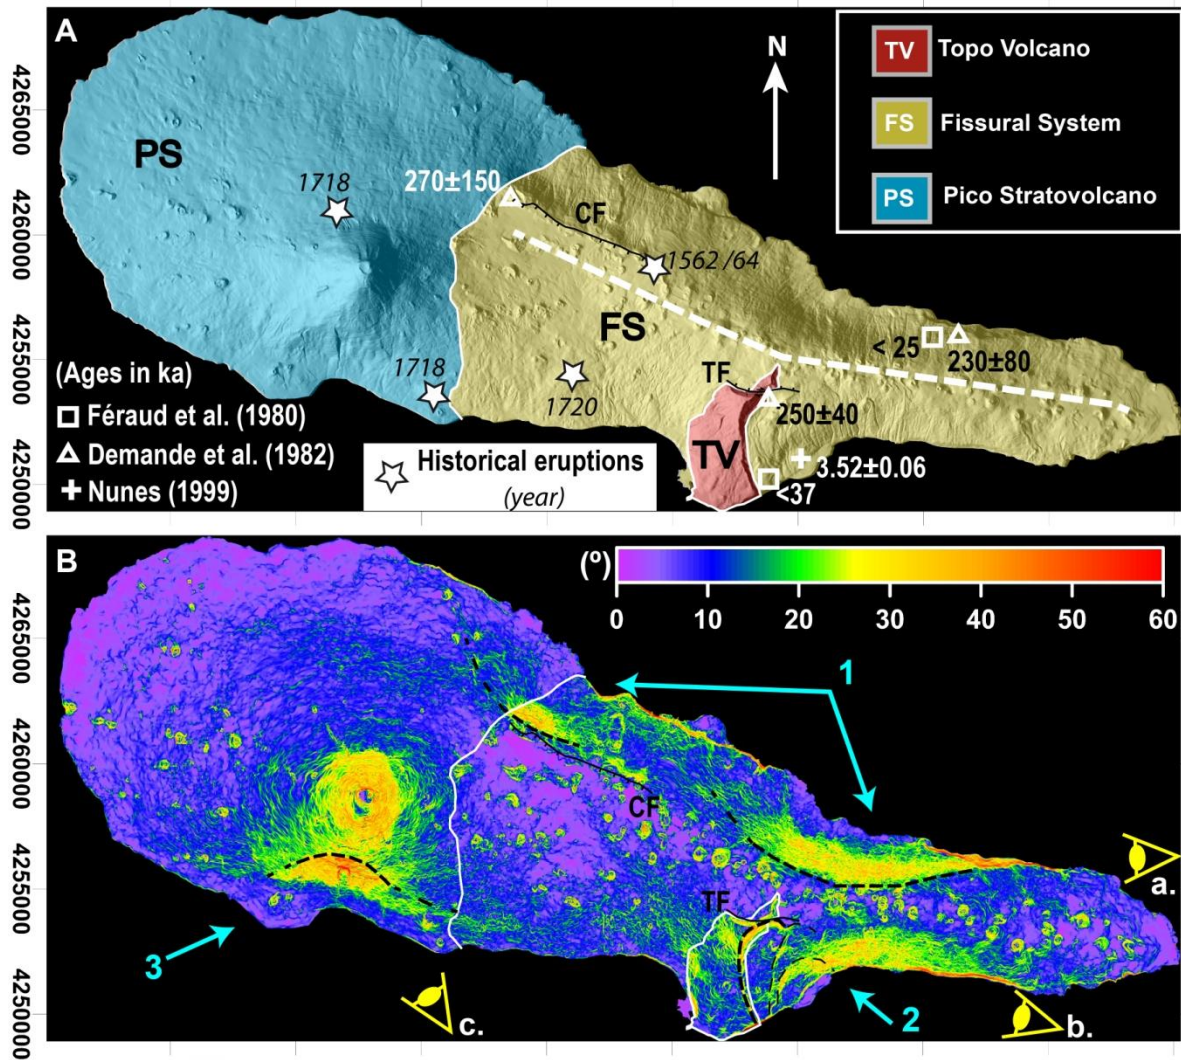 A
N
TV Topo Volcano
FS Fissural System
PS Pico Stratovolcano
4265000
4260000
4255000
4250000
PS
1718
270±150
CF
1562 /64
FS
< 25
230±80
1718
1720
TF
250±40
TV
3.52±0.06
<37
(Ages in ka)
Féraud et al. (1980)
Demande et al. (1982)
Nunes (1999)
Historical eruptions
(year)
B
(º)
0 10 20 30 40 50 60
4265000
4260000
4255000
4250000
1
CF
a.
TF
3
2
c.
b.